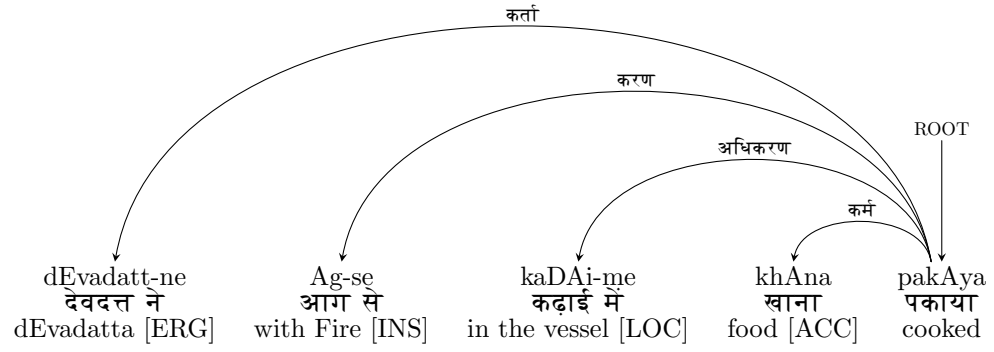 कर्ता
करण
ROOT
अधिकरण
कर्म
dEvadatt-ne Ag-se kaDAi-me khAna pakAya
देवदत्त ने आग से कढ़ाई में खाना पकाया
dEvadatta [ERG] with Fire [INS] in the vessel [LOC] food [ACC] cooked